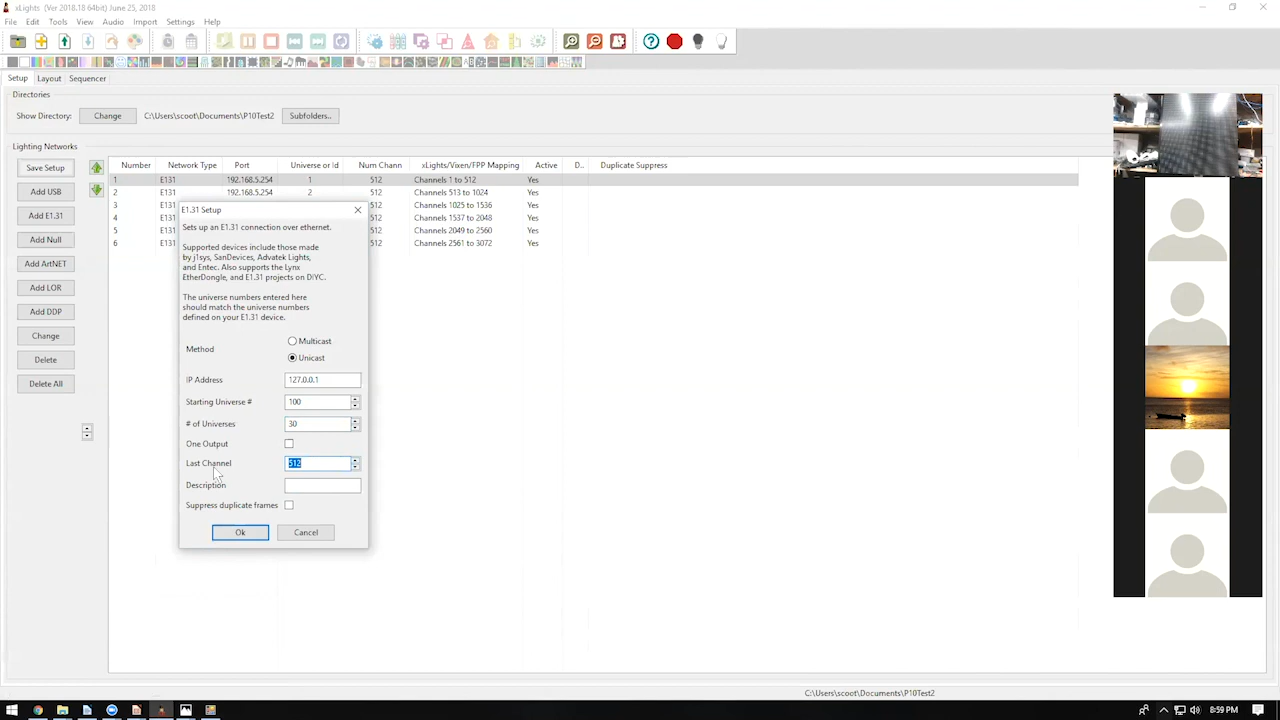 xLights (Ver 2018.18 64bit) June 25, 2018
File Edit Tools View Audio Import Settings Help
Setup Layout Sequencer
Directories
Show Directory: Change C:\Users\scoot\Documents\P10Test2 Subfolders..
Lighting Networks
Save Setup
Add USB
Add E1.31
Add Null
Add ArtNET
Add LOR
Add DDP
Change
Delete
Delete All
Number Network Type Port Universe or Id Num Chann xLights/Vixen/FPP Mapping Active D.. Duplicate Suppress
1 E131 192.168.5.254 1 512 Channels 1 to 512 Yes
2 E131 192.168.5.254 2 512 Channels 513 to 1024 Yes
3 E131 512 Channels 1025 to 1536 Yes
4 E131 512 Channels 1537 to 2048 Yes
5 E131 512 Channels 2049 to 2560 Yes
6 E131 512 Channels 2561 to 3072 Yes
E1.31 Setup
Sets up an E1.31 connection over ethernet.
Supported devices include those made
by j1sys, SanDevices, Advatek Lights,
and Entec. Also supports the Lynx
EtherDongle, and E1.31 projects on DIYC.
The universe numbers entered here
should match the universe numbers
defined on your E1.31 device.
Method
Multicast
Unicast
IP Address 127.0.0.1
Starting Universe # 100
# of Universes 30
One Output
Last Channel 512
Description
Suppress duplicate frames
Ok Cancel
C:\Users\scoot\Documents\P10Test2
8:59 PM